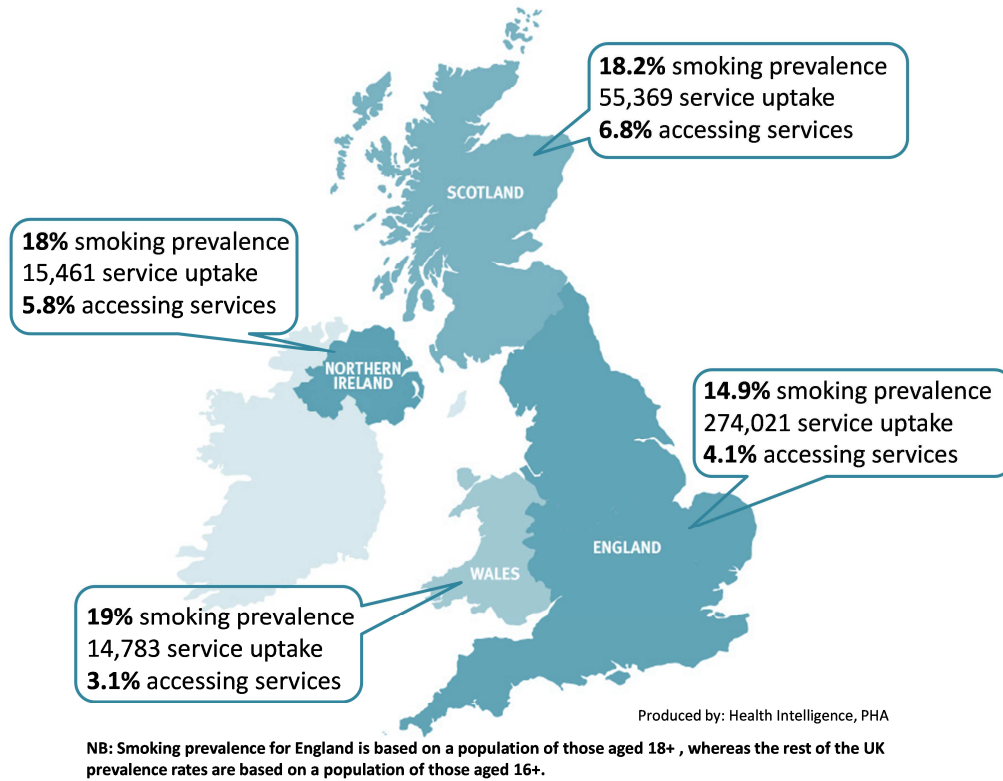 18.2% smoking prevalence
55,369 service uptake
6.8% accessing services
SCOTLAND
18% smoking prevalence
15,461 service uptake
5.8% accessing services
NORTHERN
IRELAND
14.9% smoking prevalence
274,021 service uptake
4.1% accessing services
ENGLAND
WALES
19% smoking prevalence
14,783 service uptake
3.1% accessing services
Produced by: Health Intelligence, PHA
NB: Smoking prevalence for England is based on a population of those aged 18+ , whereas the rest of the UK
prevalence rates are based on a population of those aged 16+.